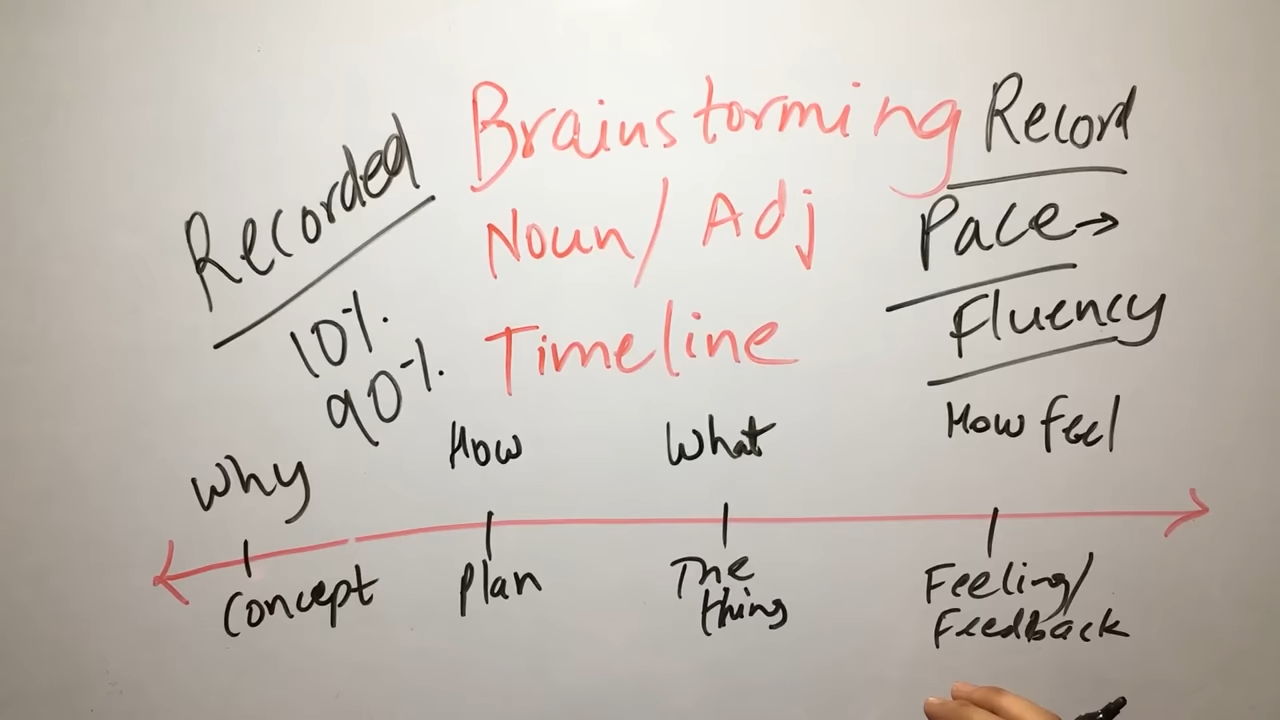 Brainstorming
Noun/Adj
Timeline
Recorded
10%
90%
Record
Pace→
Fluency
Why
How
What
How feel
Concept
Plan
The
thing
Feeling/
Feedback